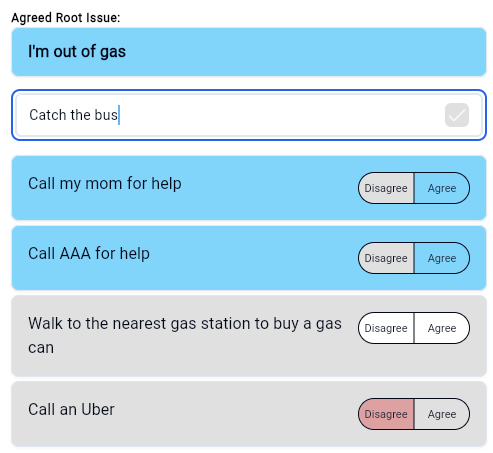 Agreed Root Issue:
I'm out of gas
Catch the bus
Call my mom for help
Disagree Agree
Call AAA for help
Disagree Agree
Walk to the nearest gas station to buy a gas
can
Disagree Agree
Call an Uber
Disagree Agree